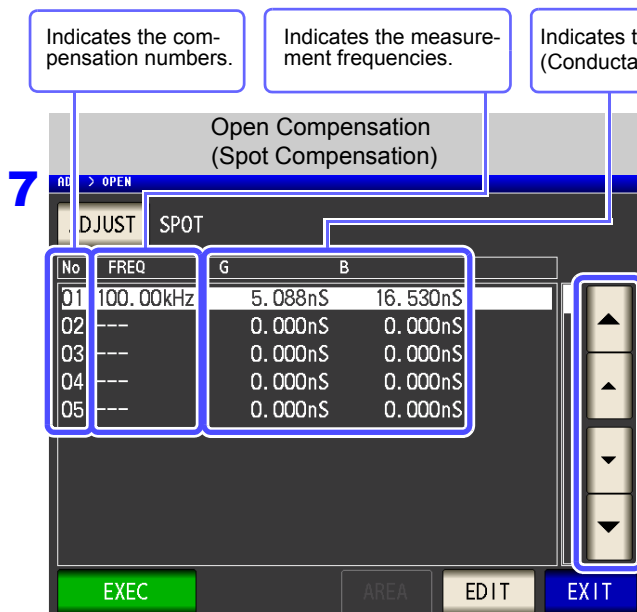 Indicates the com-
pensation numbers.
Indicates the measure-
ment frequencies.
Indicates
(Conducta
Open Compensation
(Spot Compensation)
7
> OPEN
ADJUST SPOT
No FREQ G B
01 100.00kHz 5.088nS 16.530nS
02 --- 0.000nS 0.000nS
03 --- 0.000nS 0.000nS
04 --- 0.000nS 0.000nS
05 --- 0.000nS 0.000nS
EXEC AREA EDIT EXIT